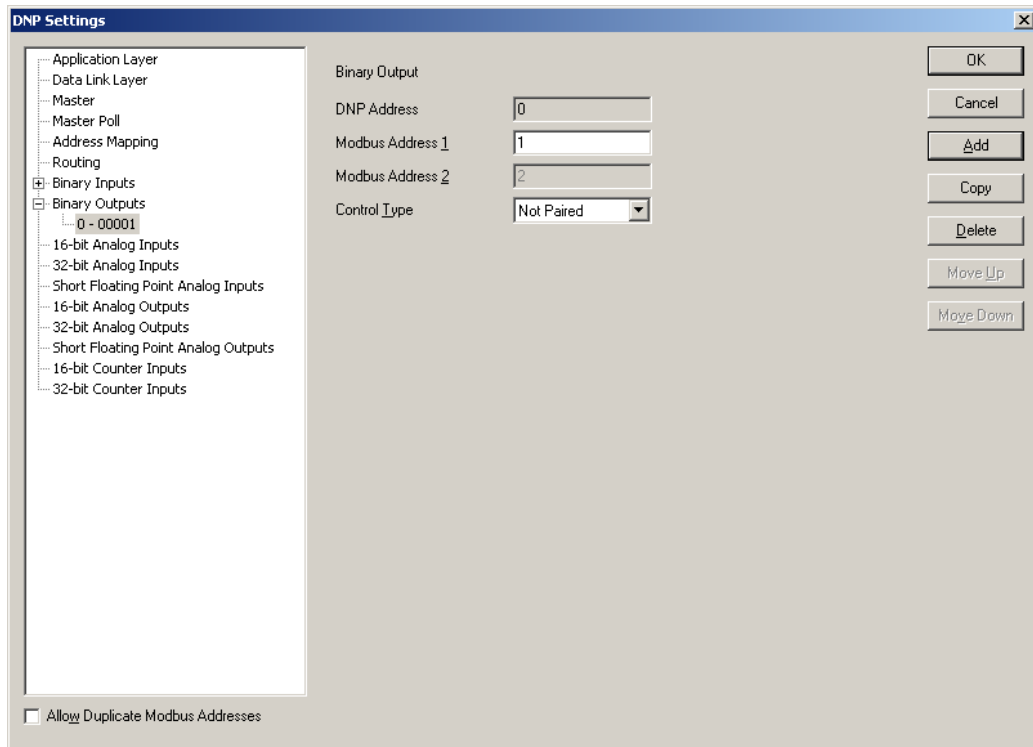 DNP Settings
Application Layer
Data Link Layer
Master
Master Poll
Address Mapping
Routing
Binary Inputs
Binary Outputs
0 - 00001
16-bit Analog Inputs
32-bit Analog Inputs
Short Floating Point Analog Inputs
16-bit Analog Outputs
32-bit Analog Outputs
Short Floating Point Analog Outputs
16-bit Counter Inputs
32-bit Counter Inputs
Allow Duplicate Modbus Addresses
Binary Output
DNP Address 0
Modbus Address 1 1
Modbus Address 2 2
Control Type Not Paired
OK
Cancel
Add
Copy
Delete
Move Up
Move Down